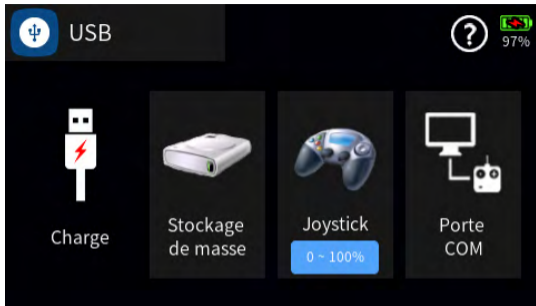 USB
?
97%
Charge
Stockage
de masse
Joystick
0 ~ 100%
Porte
COM